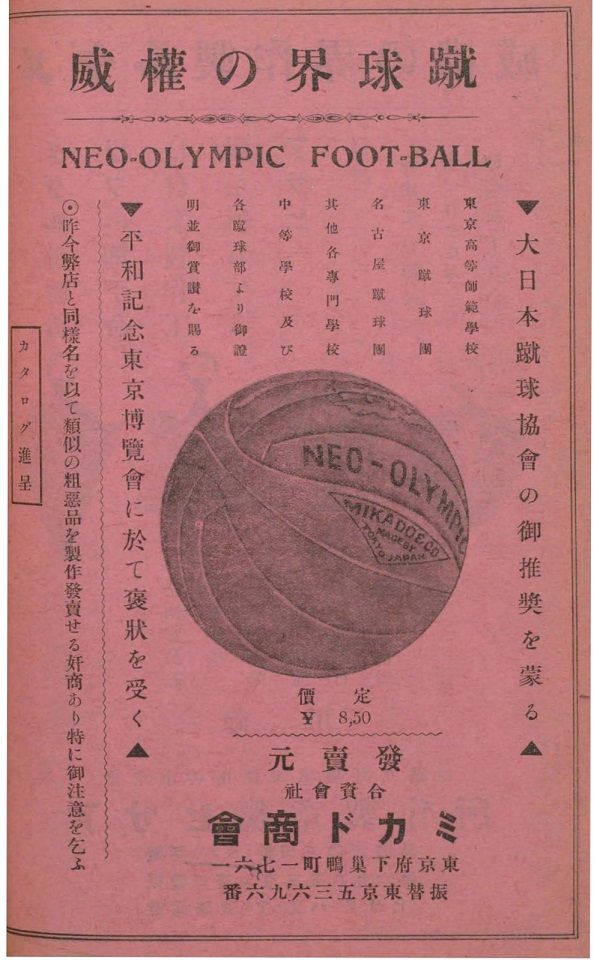 蹴球界の權威
NEO-OLYMPIC FOOT-BALL
▼大日本蹴球協會の御推奬を蒙る▲
東京高等師範學校
東京蹴球團
名古屋蹴球團
其他各專門學校
中等學校及び
各蹴球部より御證
明並御賞讃を賜る
▼平和記念東京博覽會に於て褒狀を受く▲
⦿昨今弊店と同樣名を以て類似の粗惡品を製作發賣せる奸商あり特に御注意を乞ふ
カタログ進呈
NEO-OLYMPIC
MIKADO & CO
MADE BY
TOKYO JAPAN
定價
¥ 8,50
發賣元
合資會社
ミカド商會
東京府下巢鴨町一七六一
振替東京五三六九六番